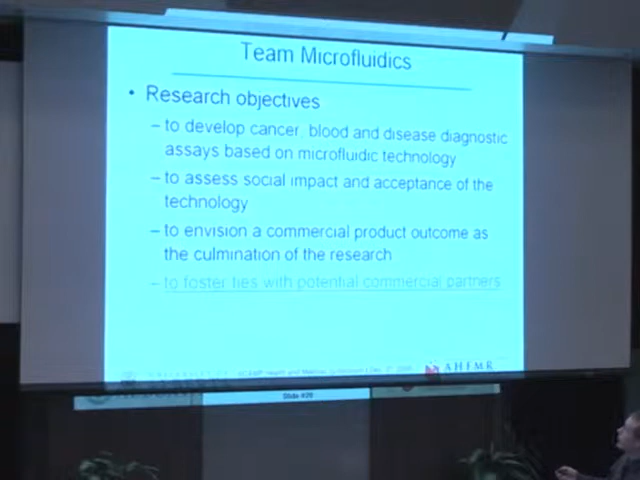 Team Microfluidics
• Research objectives
– to develop cancer, blood and disease diagnostic
assays based on microfluidic technology
– to assess social impact and acceptance of the
technology
– to envision a commercial product outcome as
the culmination of the research
– to foster ties with potential commercial partners
AHFMR
Slide #20